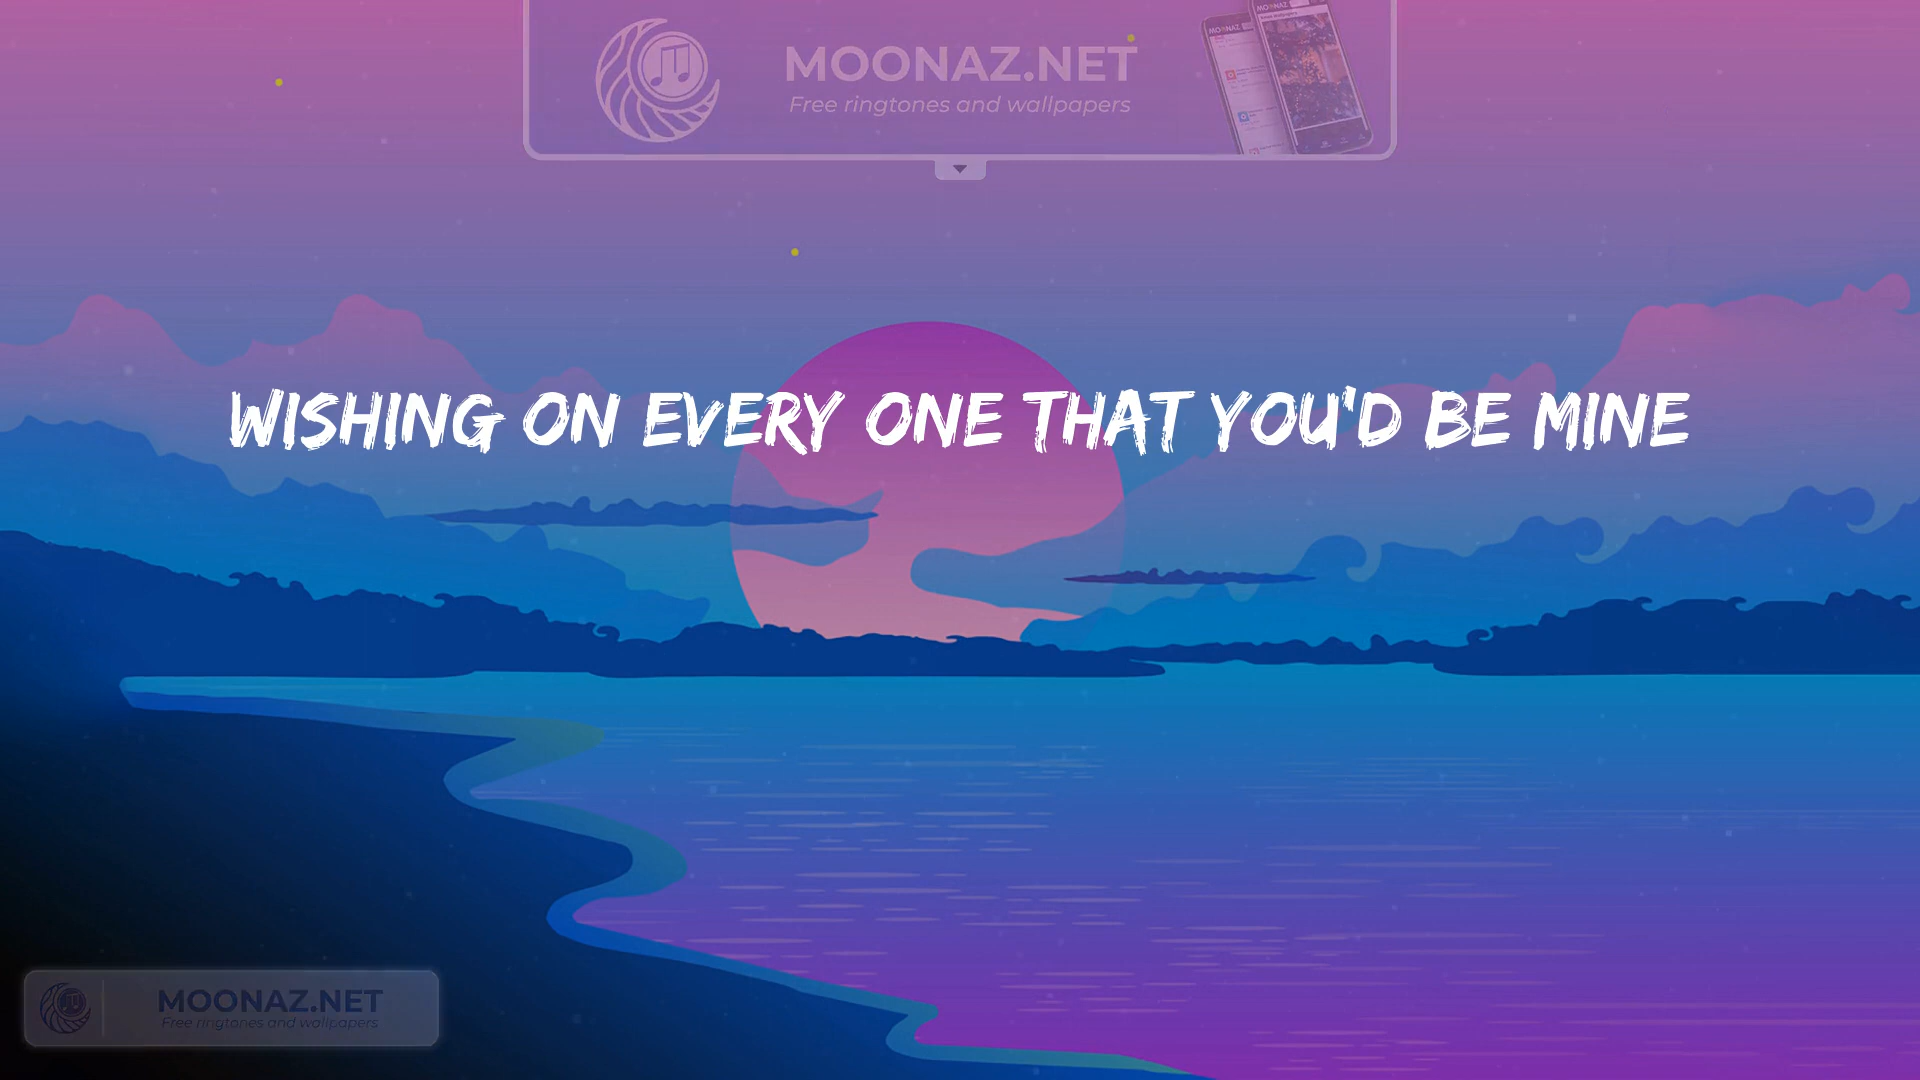 MOONAZ.NET
Free ringtones and wallpapers
WISHING ON EVERY ONE THAT YOU'D BE MINE
MOONAZ.NET
Free ringtones and wallpapers